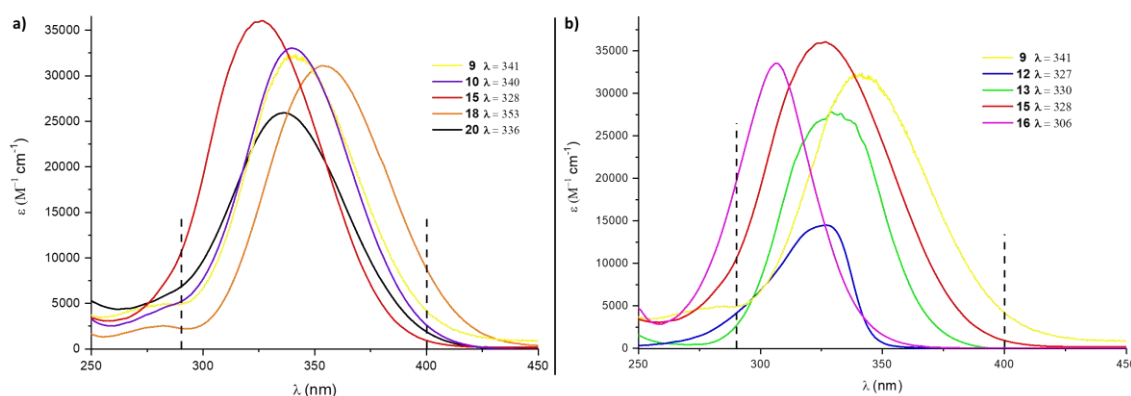 a)
35000
30000
25000
20000
15000
10000
5000
0
ε (M⁻¹ cm⁻¹)
250 300 350 400 450
λ (nm)
9 λ = 341
10 λ = 340
15 λ = 328
18 λ = 353
20 λ = 336
b)
35000
30000
25000
20000
15000
10000
5000
0
ε (M⁻¹ cm⁻¹)
250 300 350 400 450
λ (nm)
9 λ = 341
12 λ = 327
13 λ = 330
15 λ = 328
16 λ = 306